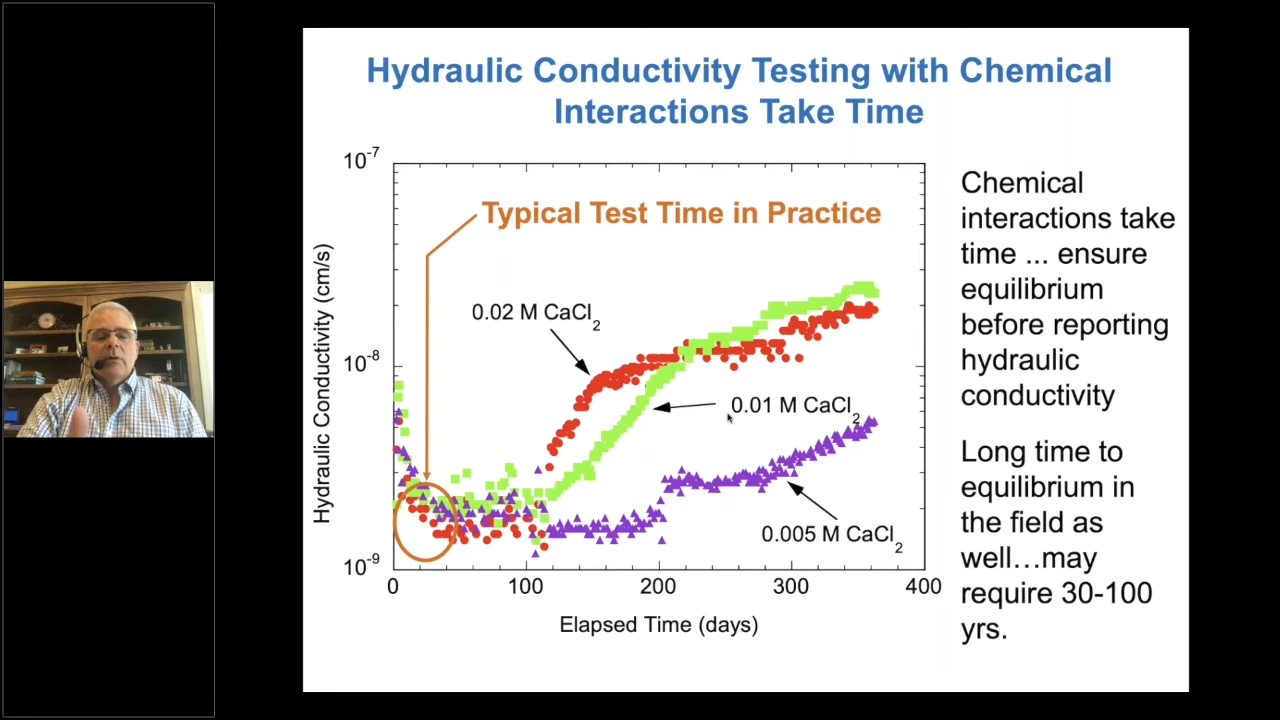 Hydraulic Conductivity Testing with Chemical
Interactions Take Time
10-7
Typical Test Time in Practice
0.02 M CaCl2
10-8
0.01 M CaCl2
0.005 M CaCl2
10-9
0 100 200 300 400
Elapsed Time (days)
Hydraulic Conductivity (cm/s)
Chemical
interactions take
time ... ensure
equilibrium
before reporting
hydraulic
conductivity
Long time to
equilibrium in
the field as
well…may
require 30-100
yrs.